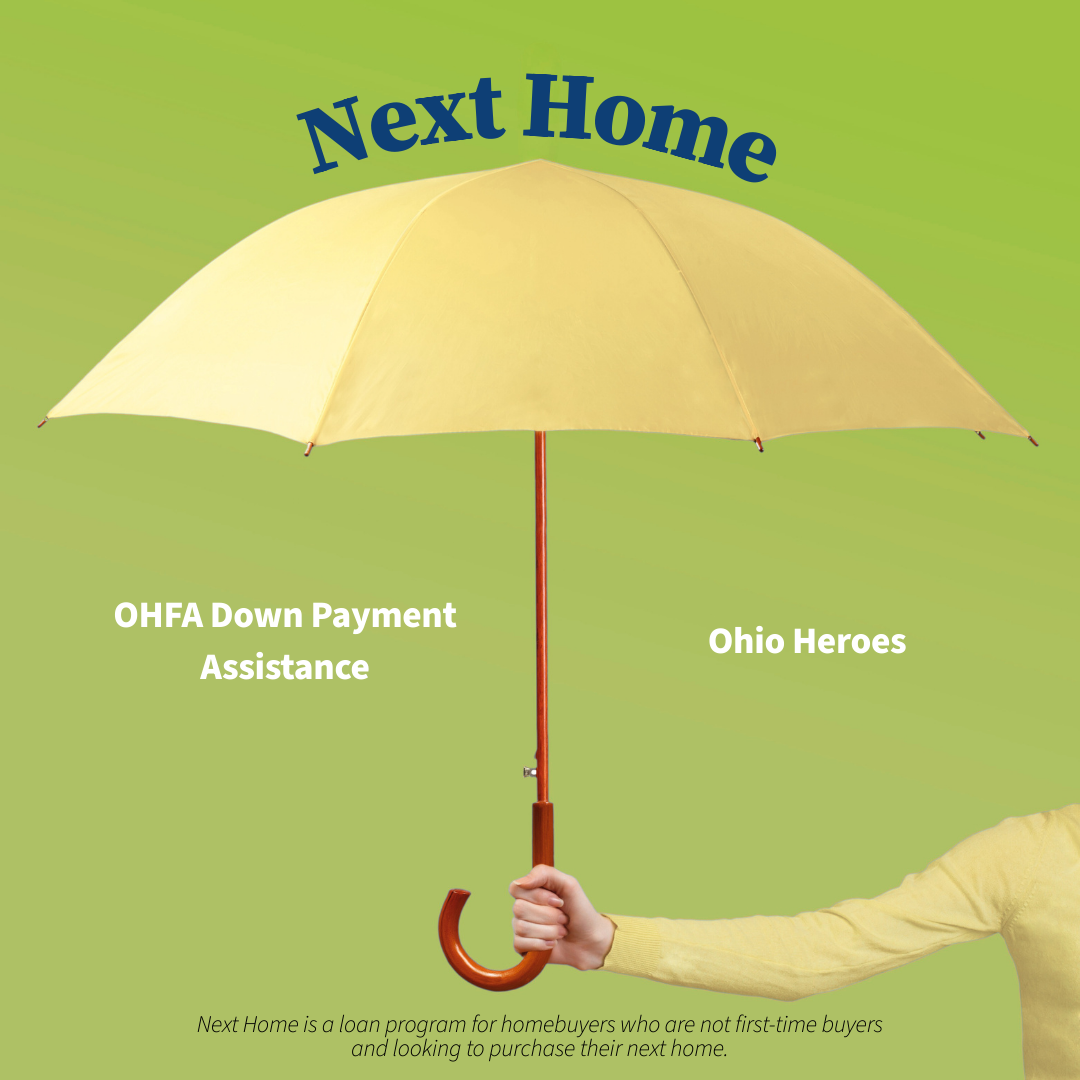 Next Home
OHFA Down Payment
Assistance
Ohio Heroes
Next Home is a loan program for homebuyers who are not first-time buyers
and looking to purchase their next home.